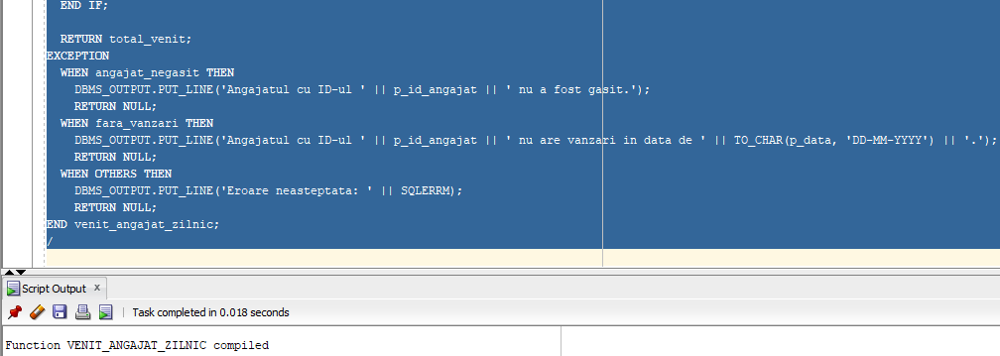 END IF;
RETURN total_venit;
EXCEPTION
WHEN angajat_negasit THEN
DBMS_OUTPUT.PUT_LINE('Angajatul cu ID-ul ' || p_id_angajat || ' nu a fost gasit.');
RETURN NULL;
WHEN fara_vanzari THEN
DBMS_OUTPUT.PUT_LINE('Angajatul cu ID-ul ' || p_id_angajat || ' nu are vanzari in data de ' || TO_CHAR(p_data, 'DD-MM-YYYY') || '.');
RETURN NULL;
WHEN OTHERS THEN
DBMS_OUTPUT.PUT_LINE('Eroare neasteptata: ' || SQLERRM);
RETURN NULL;
END venit_angajat_zilnic;
/
Script Output x
Task completed in 0.018 seconds
Function VENIT_ANGAJAT_ZILNIC compiled